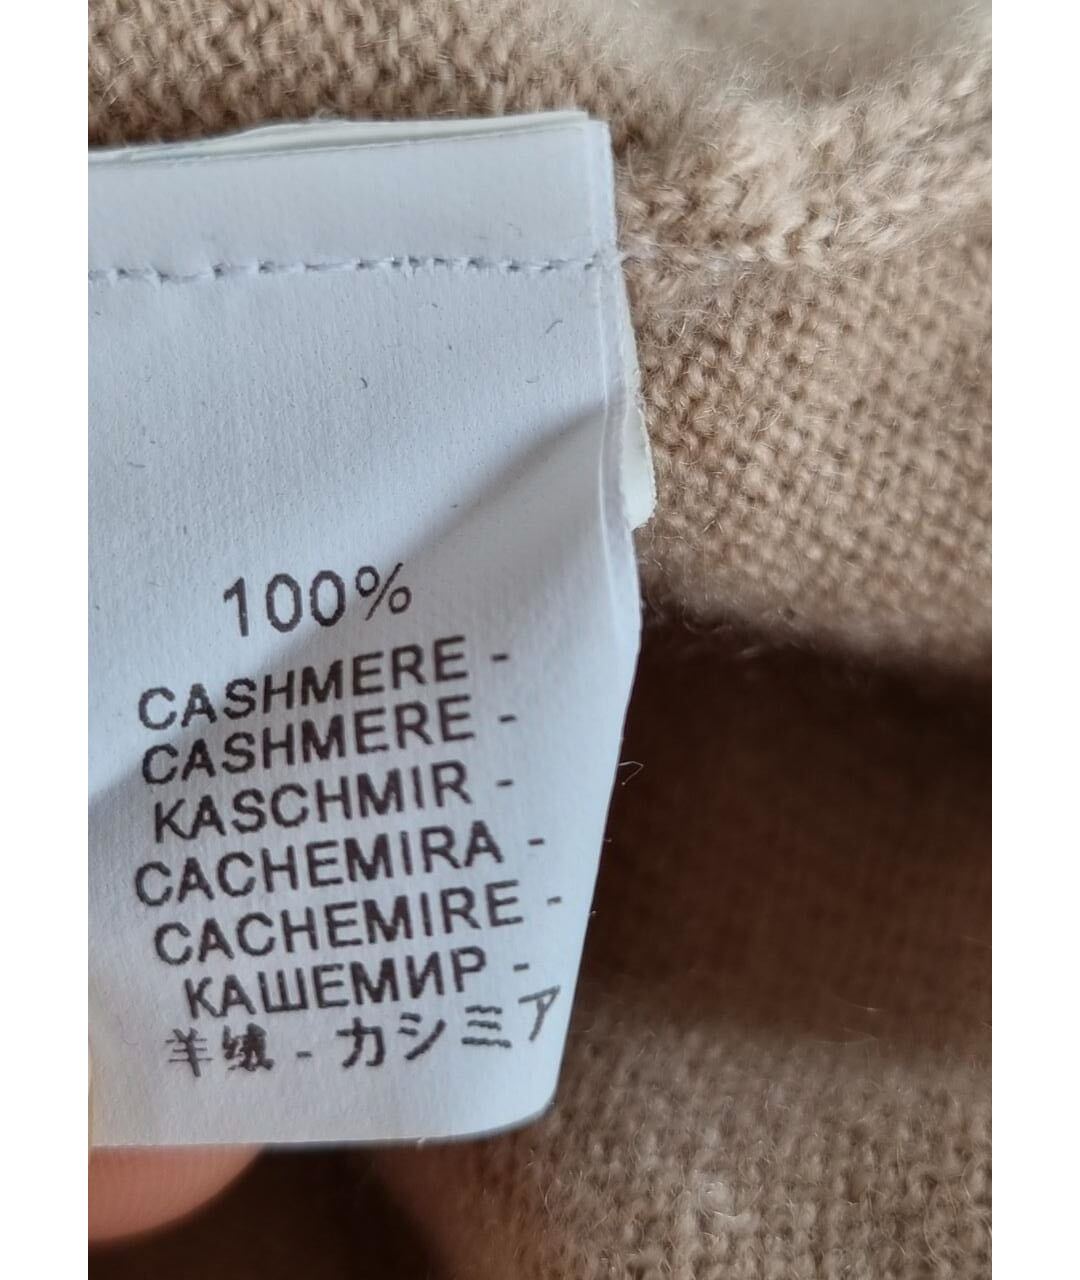 100%
CASHMERE -
CASHMERE -
KASCHMIR -
CACHEMIRA -
CACHEMIRE -
КАШЕМИР -
羊绒 - カシミア